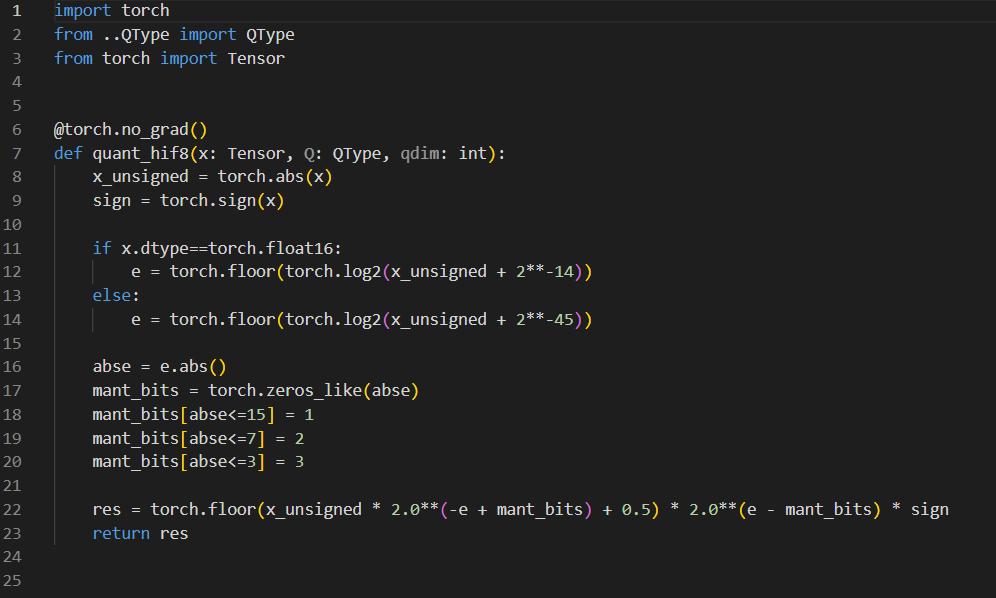 1 import torch
2 from ..QType import QType
3 from torch import Tensor
4
5
6 @torch.no_grad()
7 def quant_hif8(x: Tensor, Q: QType, qdim: int):
8     x_unsigned = torch.abs(x)
9     sign = torch.sign(x)
10
11     if x.dtype==torch.float16:
12         e = torch.floor(torch.log2(x_unsigned + 2**-14))
13     else:
14         e = torch.floor(torch.log2(x_unsigned + 2**-45))
15
16     abse = e.abs()
17     mant_bits = torch.zeros_like(abse)
18     mant_bits[abse<=15] = 1
19     mant_bits[abse<=7] = 2
20     mant_bits[abse<=3] = 3
21
22     res = torch.floor(x_unsigned * 2.0**(-e + mant_bits) + 0.5) * 2.0**(e - mant_bits) * sign
23     return res
24
25